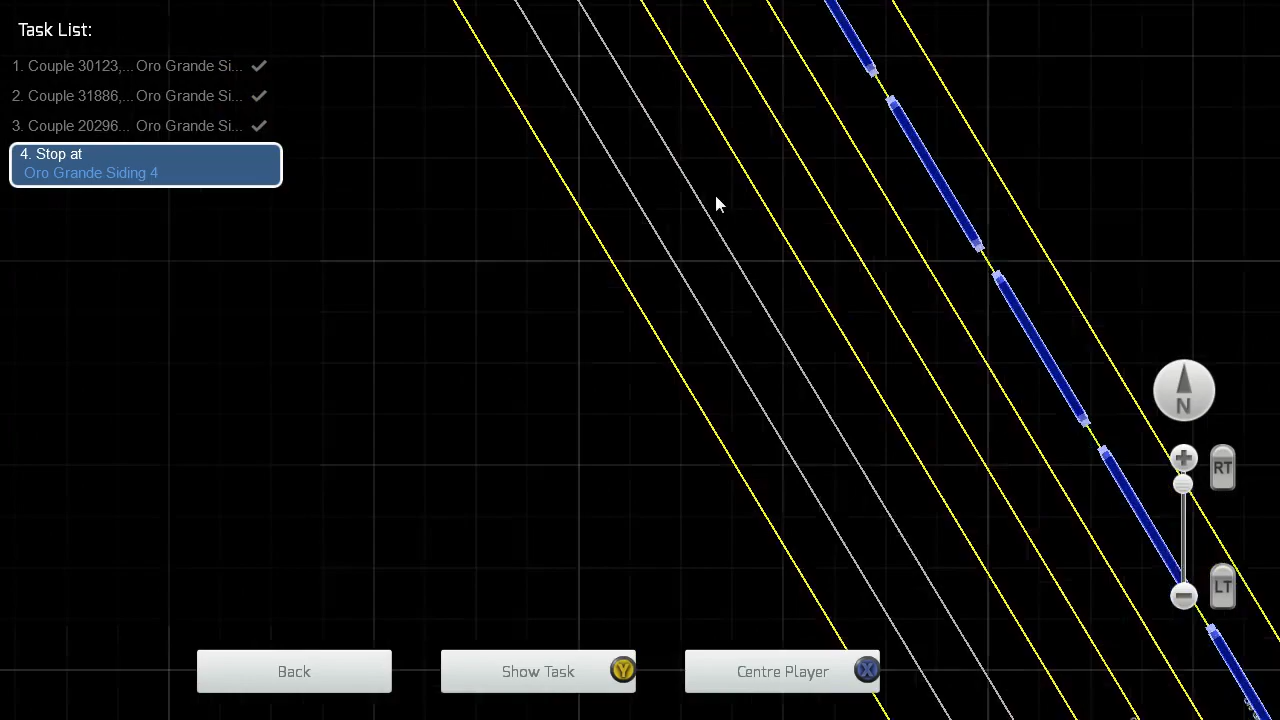 Task List:
1. Couple 30123,... Oro Grande Si...
2. Couple 31886,... Oro Grande Si...
3. Couple 20296... Oro Grande Si...
4. Stop at
Oro Grande Siding 4
N
RT
LT
Back
Show Task Y
Centre Player X